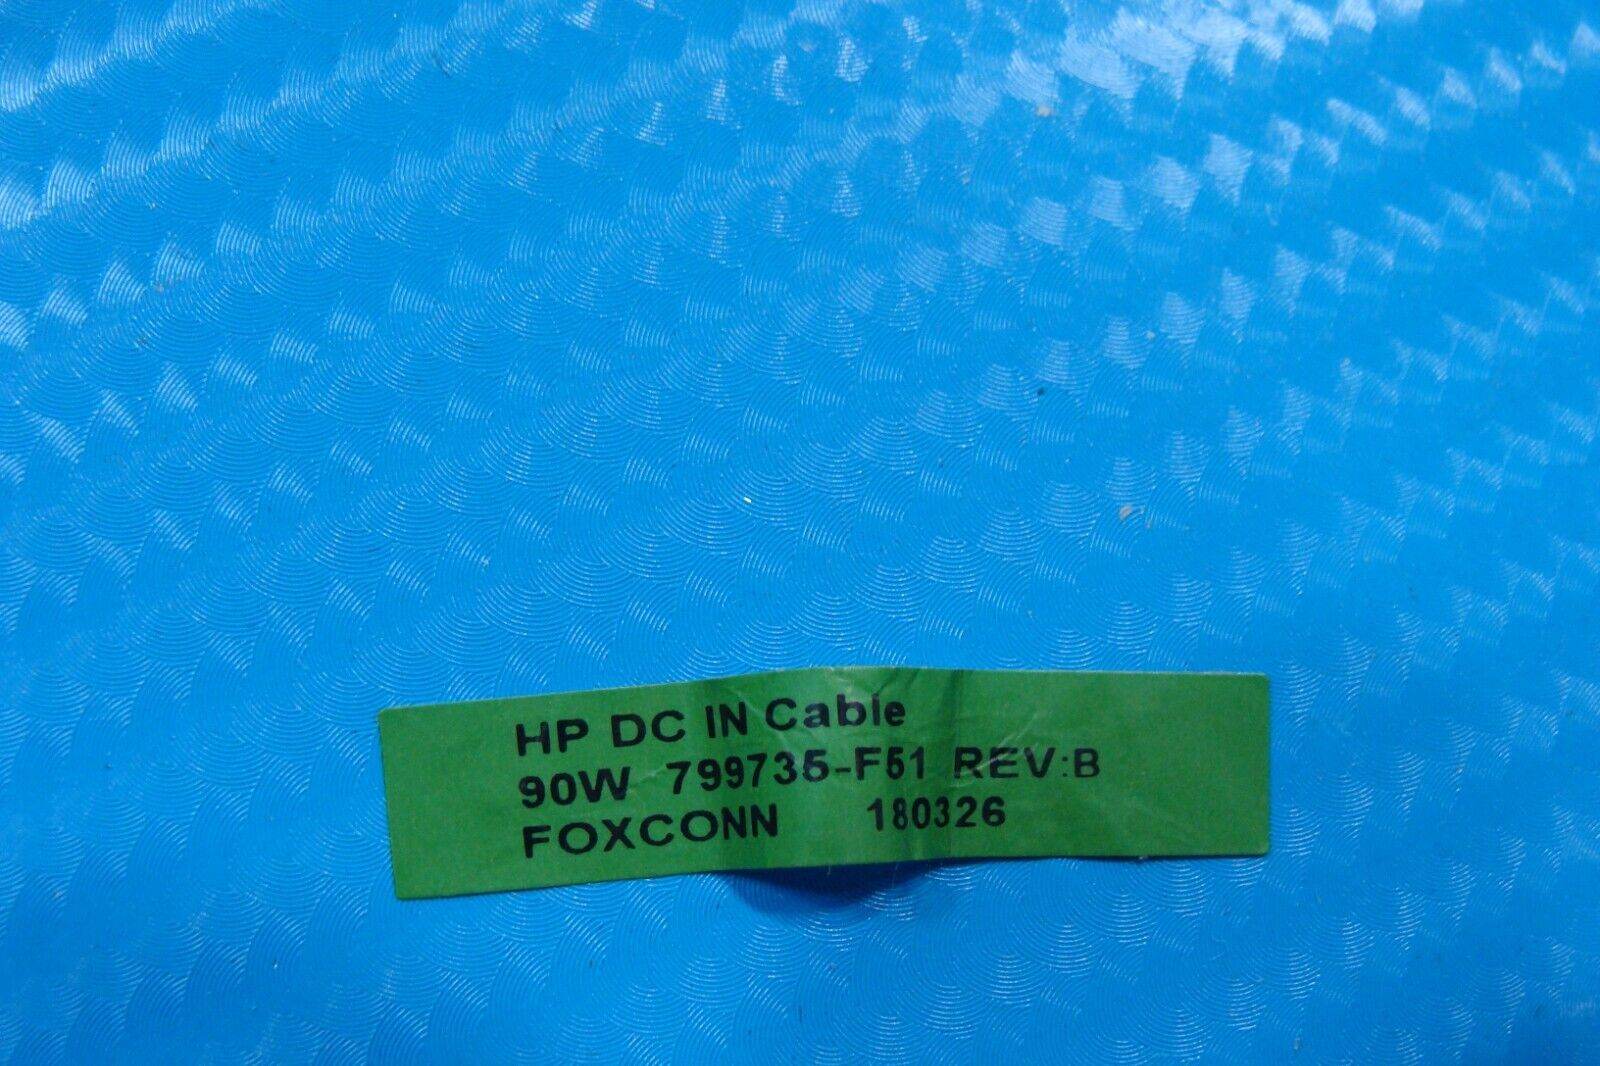 HP DC IN Cable
90W 799735-F51 REV:B
FOXCONN 180326